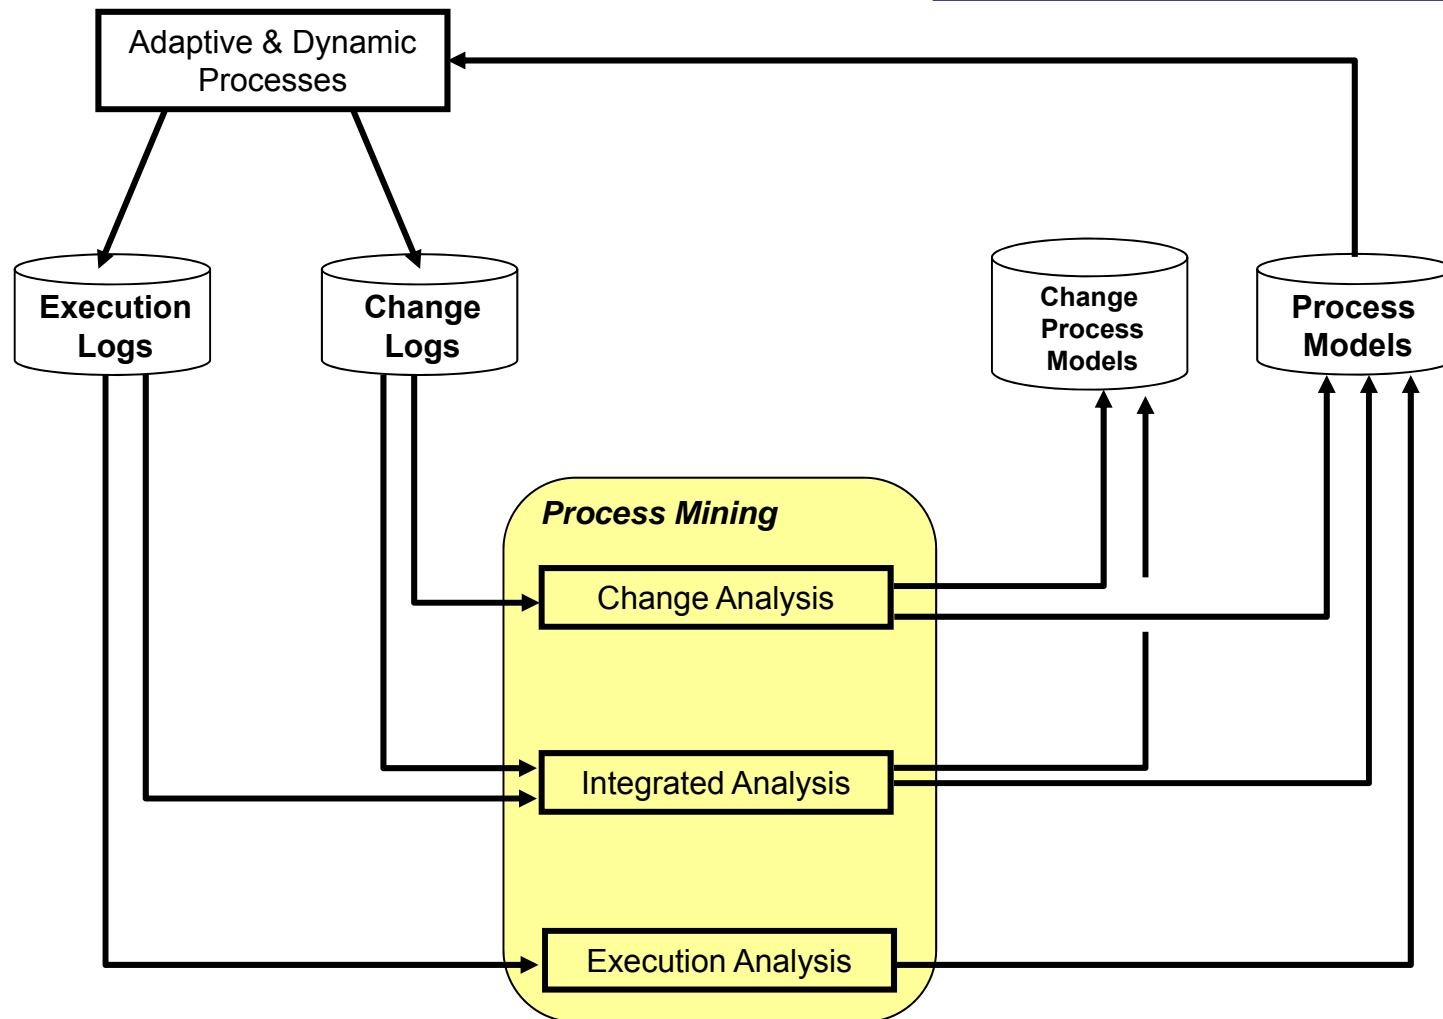 Adaptive & Dynamic
Processes
Execution
Logs
Change
Logs
Change
Process
Models
Process
Models
Process Mining
Change Analysis
Integrated Analysis
Execution Analysis